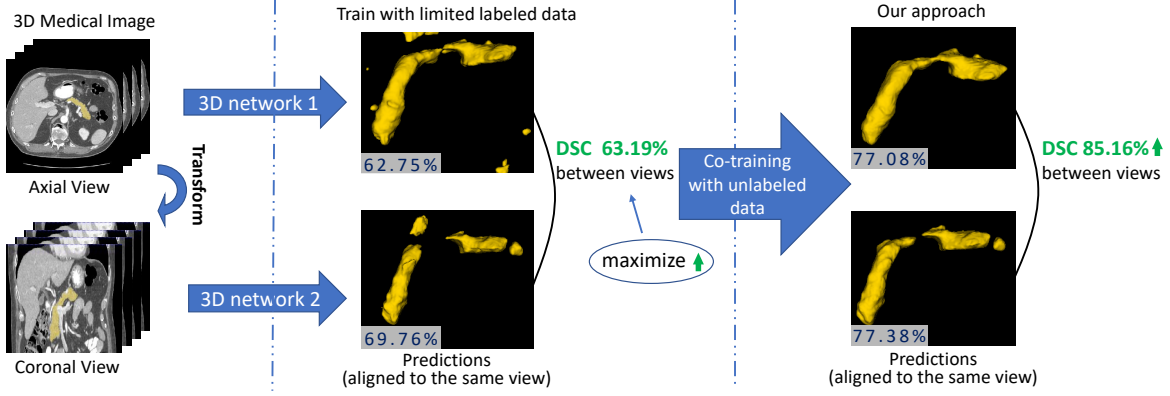 3D Medical Image
Axial View
Transform
Coronal View
3D network 1
3D network 2
Train with limited labeled data
62.75%
69.76%
Predictions
(aligned to the same view)
DSC 63.19%
between views
maximize
Co-training
with unlabeled
data
Our approach
77.08%
77.38%
Predictions
(aligned to the same view)
DSC 85.16%
between views